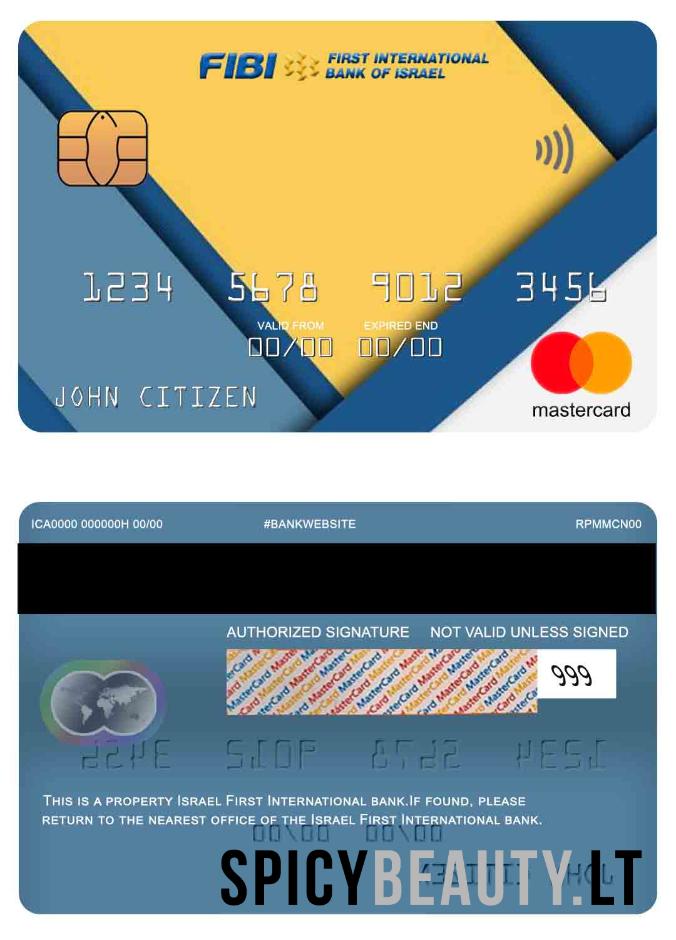 FIBI FIRST INTERNATIONAL
BANK OF ISRAEL
1234 5678 9012 3456
VALID FROM EXPIRED END
00/00 00/00
JOHN CITIZEN
mastercard
ICA0000 000000H 00/00 #BANKWEBSITE RPMMCN00
AUTHORIZED SIGNATURE NOT VALID UNLESS SIGNED
MasterCard MasterCard MasterCard
999
THIS IS A PROPERTY ISRAEL FIRST INTERNATIONAL BANK.IF FOUND, PLEASE
RETURN TO THE NEAREST OFFICE OF THE ISRAEL FIRST INTERNATIONAL BANK.
SPICYBEAUTY.LT